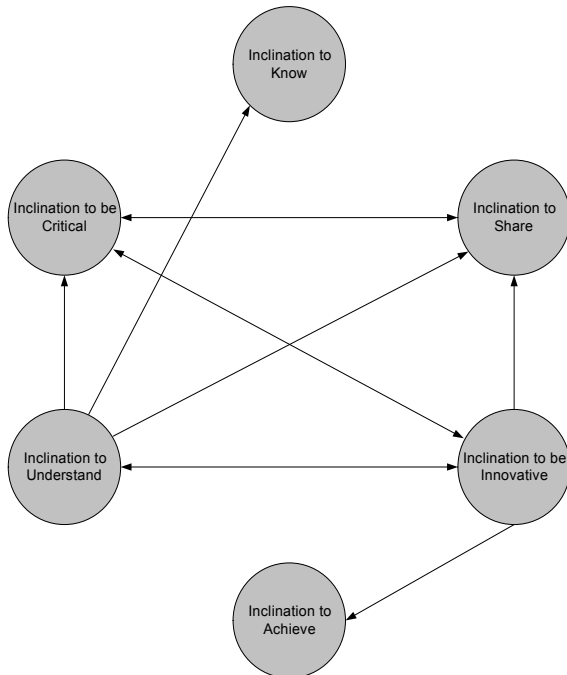 Inclination to
Know
Inclination to be
Critical
Inclination to
Share
Inclination to
Understand
Inclination to be
Innovative
Inclination to
Achieve